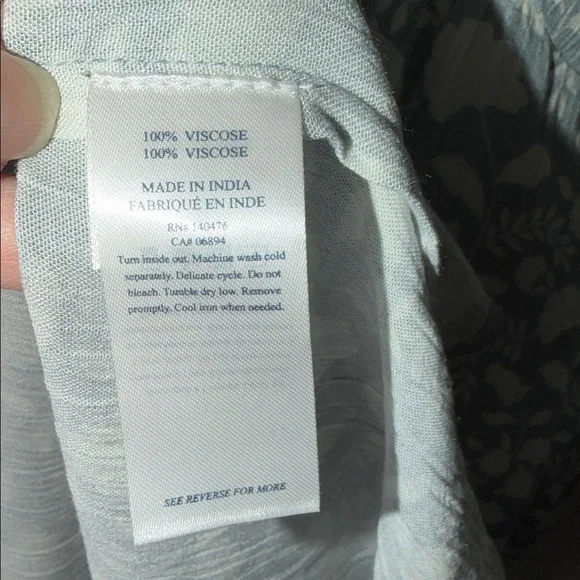 100% VISCOSE
100% VISCOSE
MADE IN INDIA
FABRIQUÉ EN INDE
RN# 140476
CA# 06894
Turn inside out. Machine wash cold
separately. Delicate cycle. Do not
bleach. Tumble dry low. Remove
promptly. Cool iron when needed.
SEE REVERSE FOR MORE